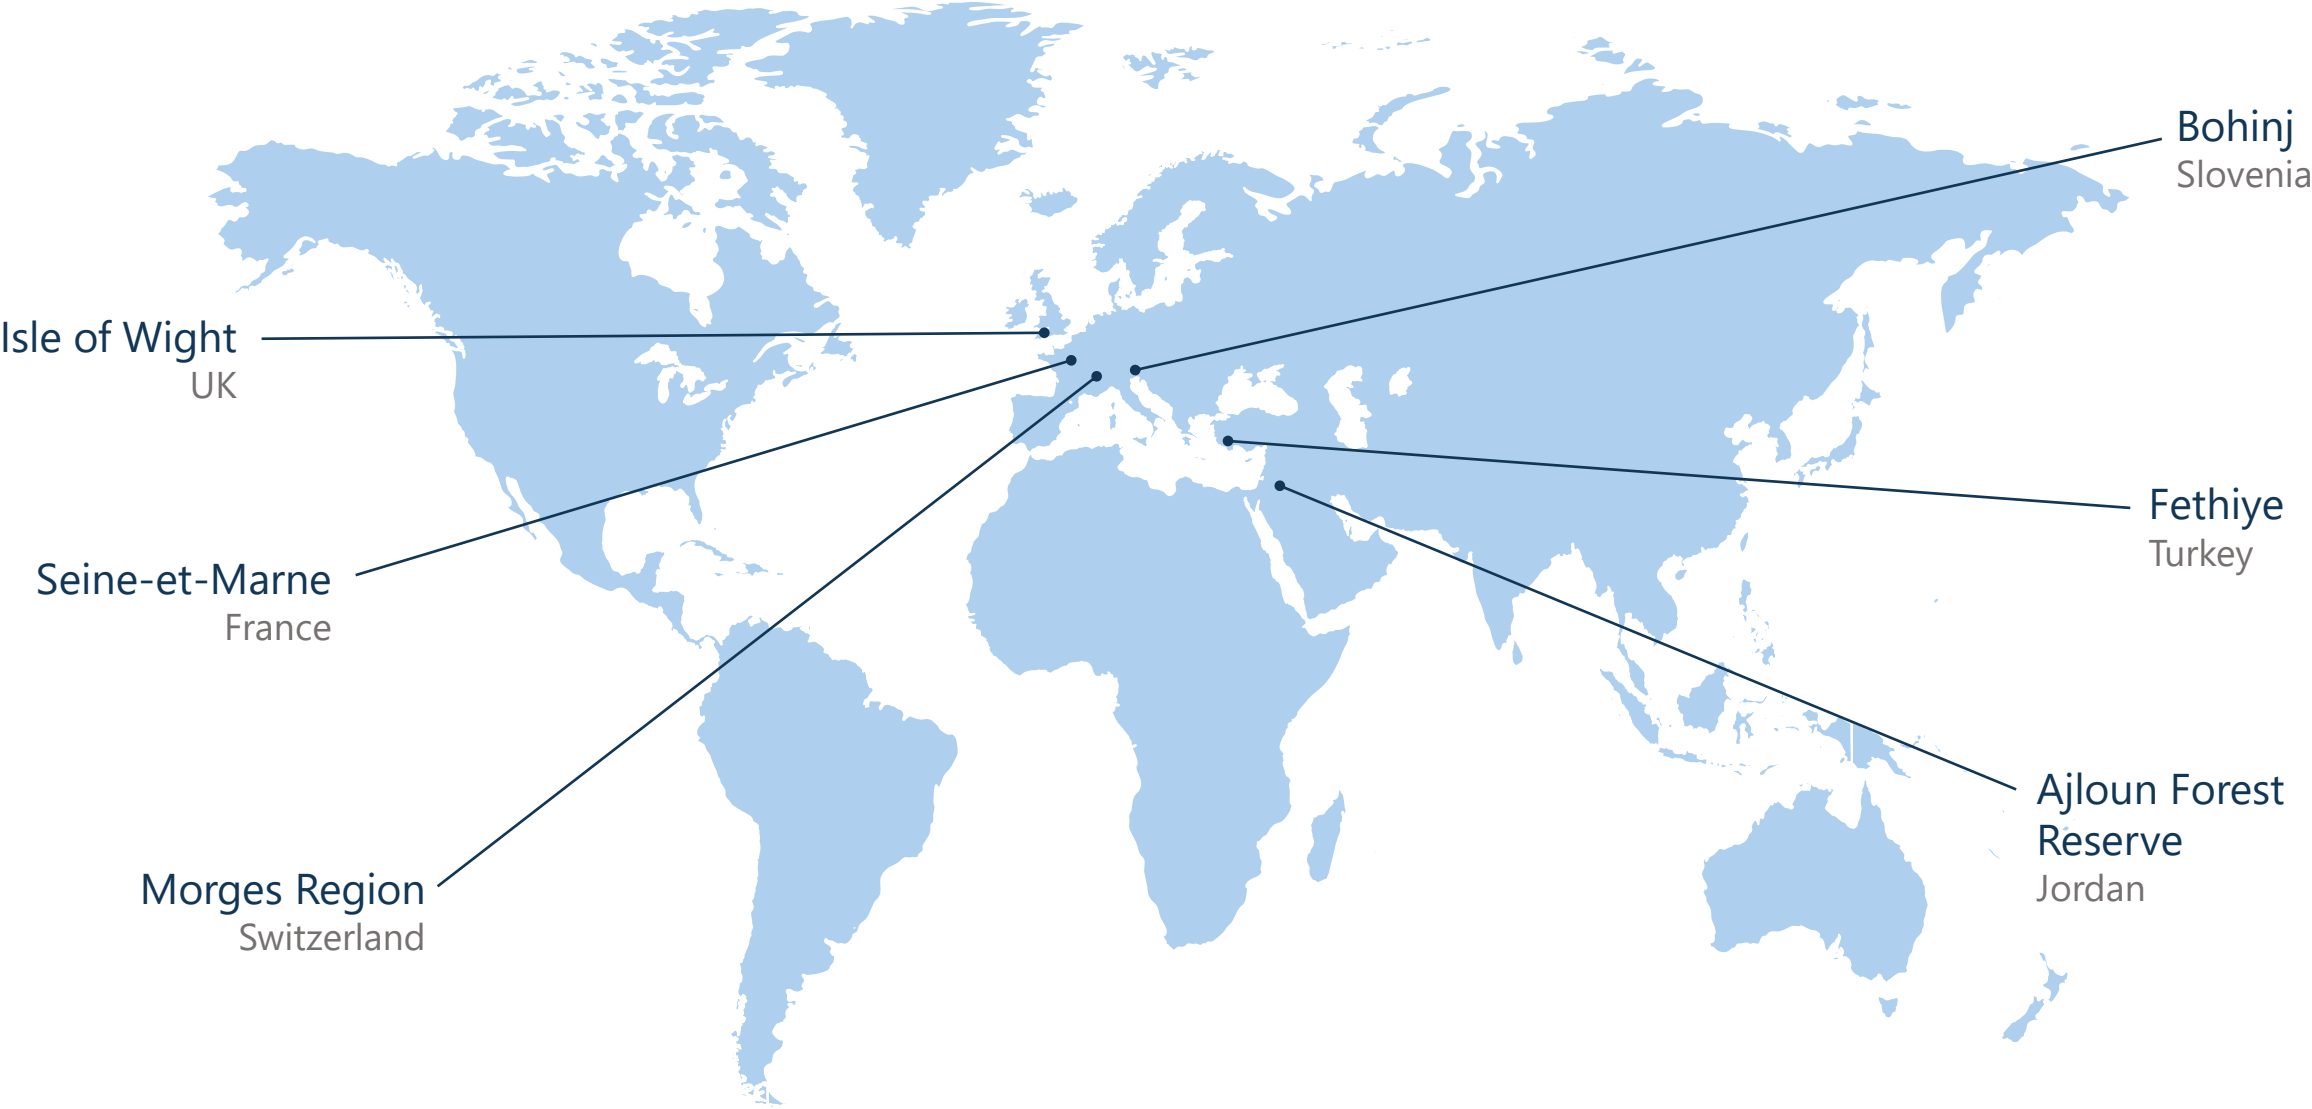 Bohinj
Slovenia
Isle of Wight
UK
Fethiye
Turkey
Seine-et-Marne
France
Ajloun Forest
Reserve
Jordan
Morges Region
Switzerland